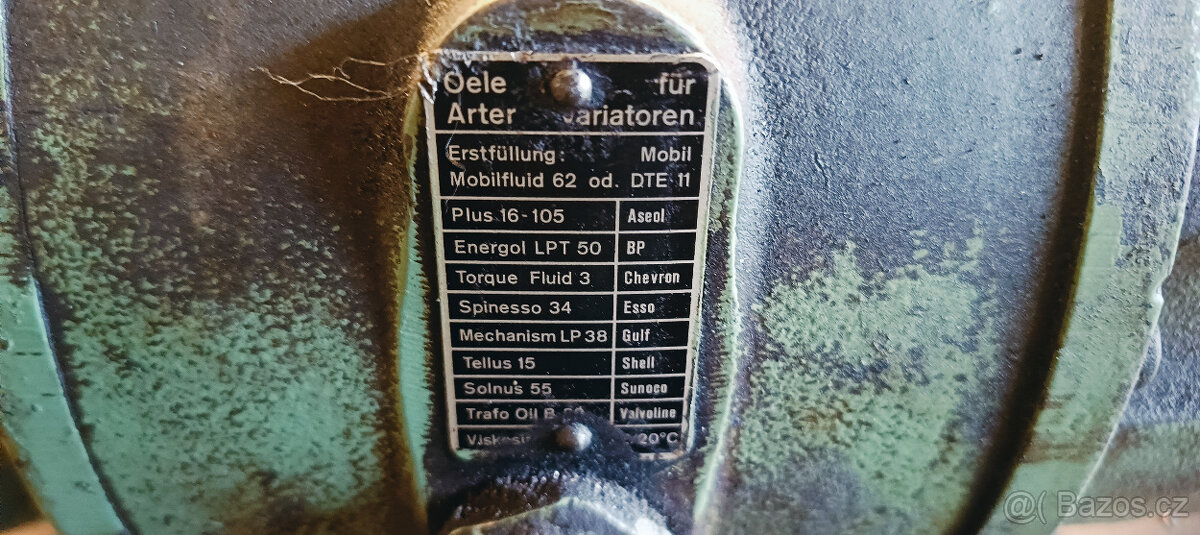 Oele für
Arter Variatoren
Erstfüllung: Mobil
Mobilfluid 62 od. DTE 11
Plus 16-105 Aseol
Energol LPT 50 BP
Torque Fluid 3 Chevron
Spinesso 34 Esso
Mechanism LP 38 Gulf
Tellus 15 Shell
Solnus 55 Sunoco
Trafo Oil B Valvoline
/20°C
Bazos.cz